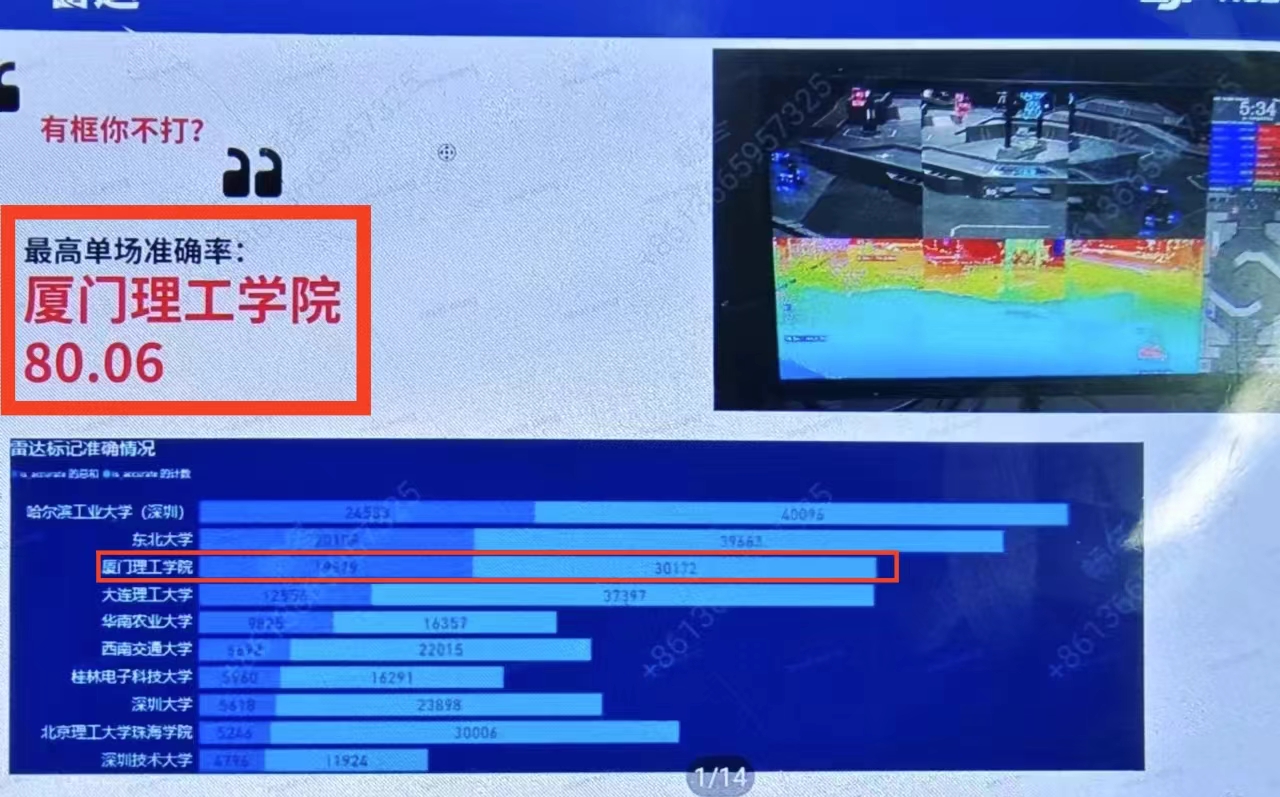 雷达
有框你不打?
最高单场准确率:
厦门理工学院
80.06
5:34
雷达标记准确情况
is_accurate 的总和 is_accurate 的计数
哈尔滨工业大学（深圳） 40096
东北大学 39663
厦门理工学院 30172
大连理工大学 12556 37397
华南农业大学 9825 16357
西南交通大学 5692 22015
桂林电子科技大学 5960 16291
深圳大学 5618 23898
北京理工大学珠海学院 5246 30006
深圳技术大学 4796 11924
1/14
+8613665957325